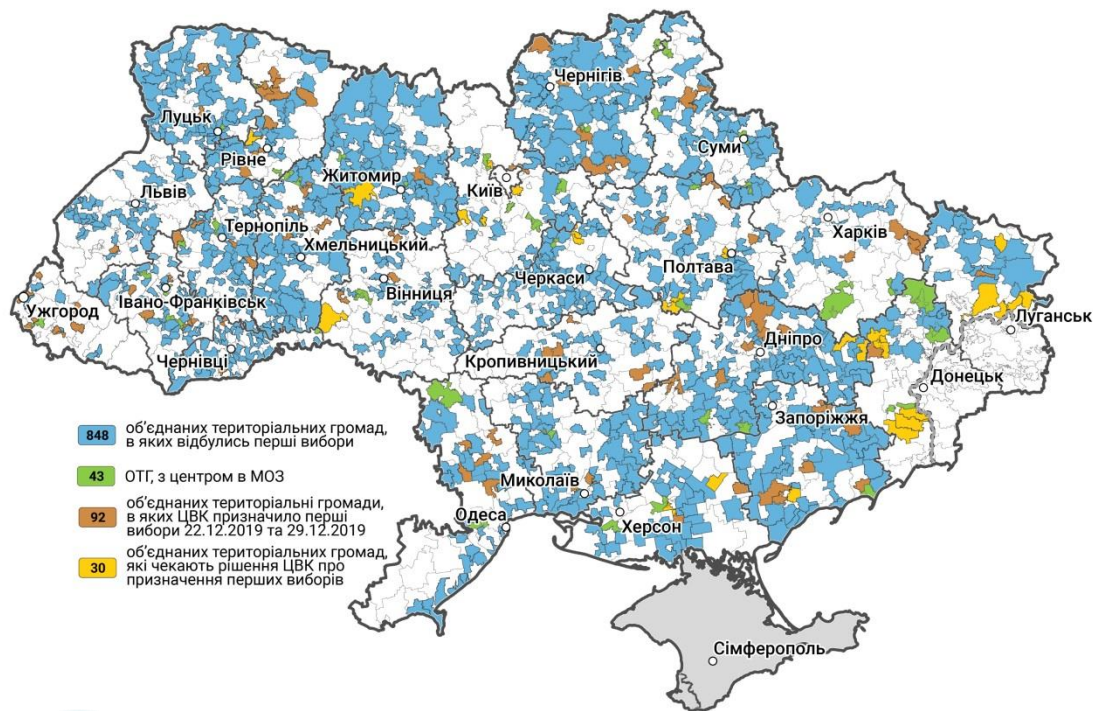 Чернігів
Луцьк
Рівне
Суми
Житомир
Київ
Львів
Тернопіль
Харків
Хмельницький
Полтава
Черкаси
Вінниця
Івано-Франківськ
Ужгород
Луганськ
Чернівці
Кропивницький
Дніпро
Донецьк
Запоріжжя
848 об’єднаних територіальних громад,
в яких відбулись перші вибори
43 ОТГ, з центром в МОЗ
92 об’єднаних територіальні громади,
в яких ЦВК призначило перші
вибори 22.12.2019 та 29.12.2019
30 об’єднаних територіальних громад,
які чекають рішення ЦВК про
призначення перших виборів
Миколаїв
Одеса
Херсон
Сімферополь